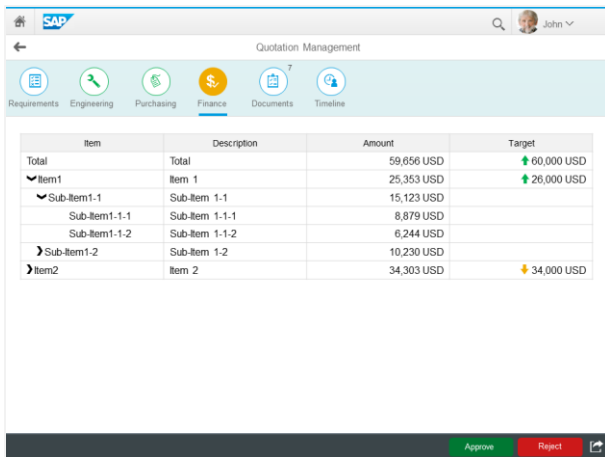 SAP
John
Quotation Management
7
Requirements Engineering Purchasing Finance Documents Timeline
Item Description Amount Target
Total Total 59,656 USD 60,000 USD
Item1 Item 1 25,353 USD 26,000 USD
Sub-Item1-1 Sub-Item 1-1 15,123 USD
Sub-Item1-1-1 Sub-Item 1-1-1 8,879 USD
Sub-Item1-1-2 Sub-Item 1-1-2 6,244 USD
Sub-Item1-2 Sub-Item 1-2 10,230 USD
Item2 Item 2 34,303 USD 34,000 USD
Approve Reject